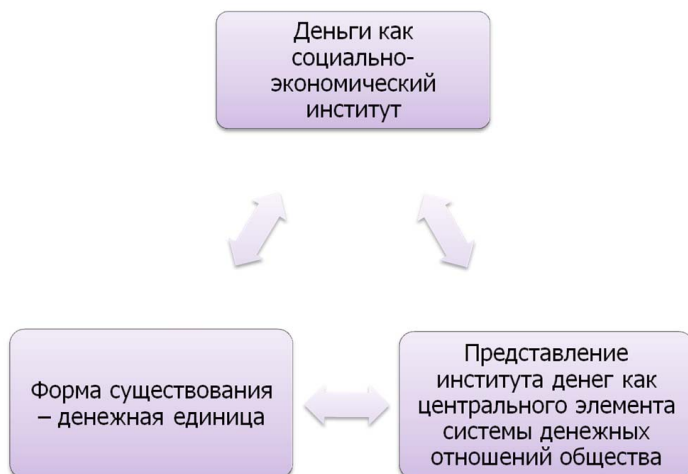 Деньги как
социально-
экономический
институт
Форма существования
– денежная единица
Представление
института денег как
центрального элемента
системы денежных
отношений общества